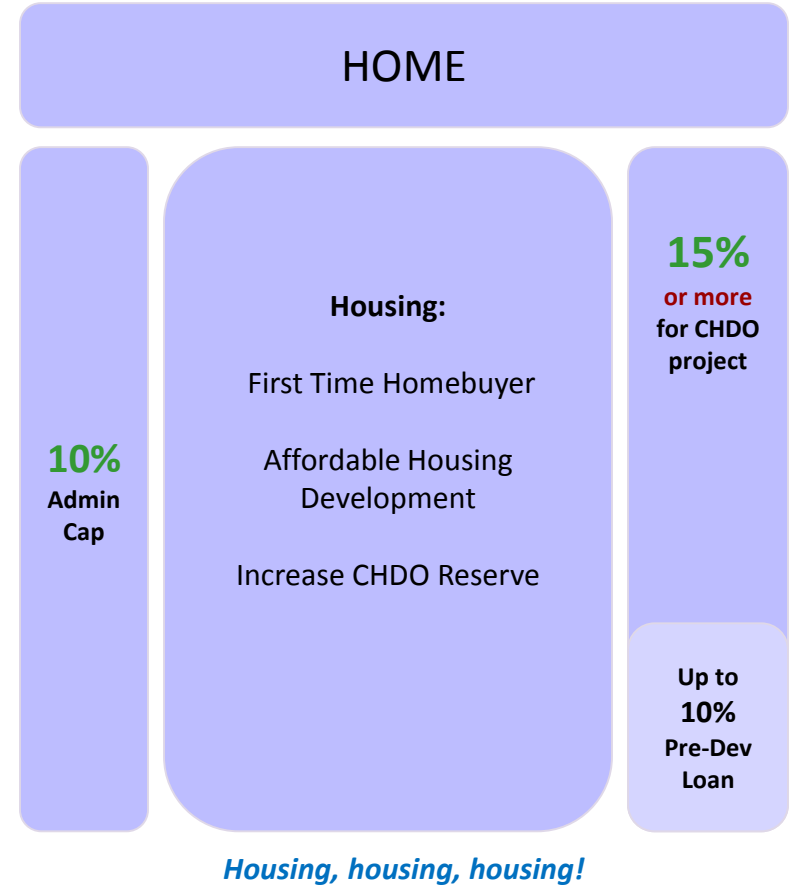 HOME
10%
Admin
Cap
Housing:
First Time Homebuyer
Affordable Housing
Development
Increase CHDO Reserve
15%
or more
for CHDO
project
Up to
10%
Pre-Dev
Loan
Housing, housing, housing!